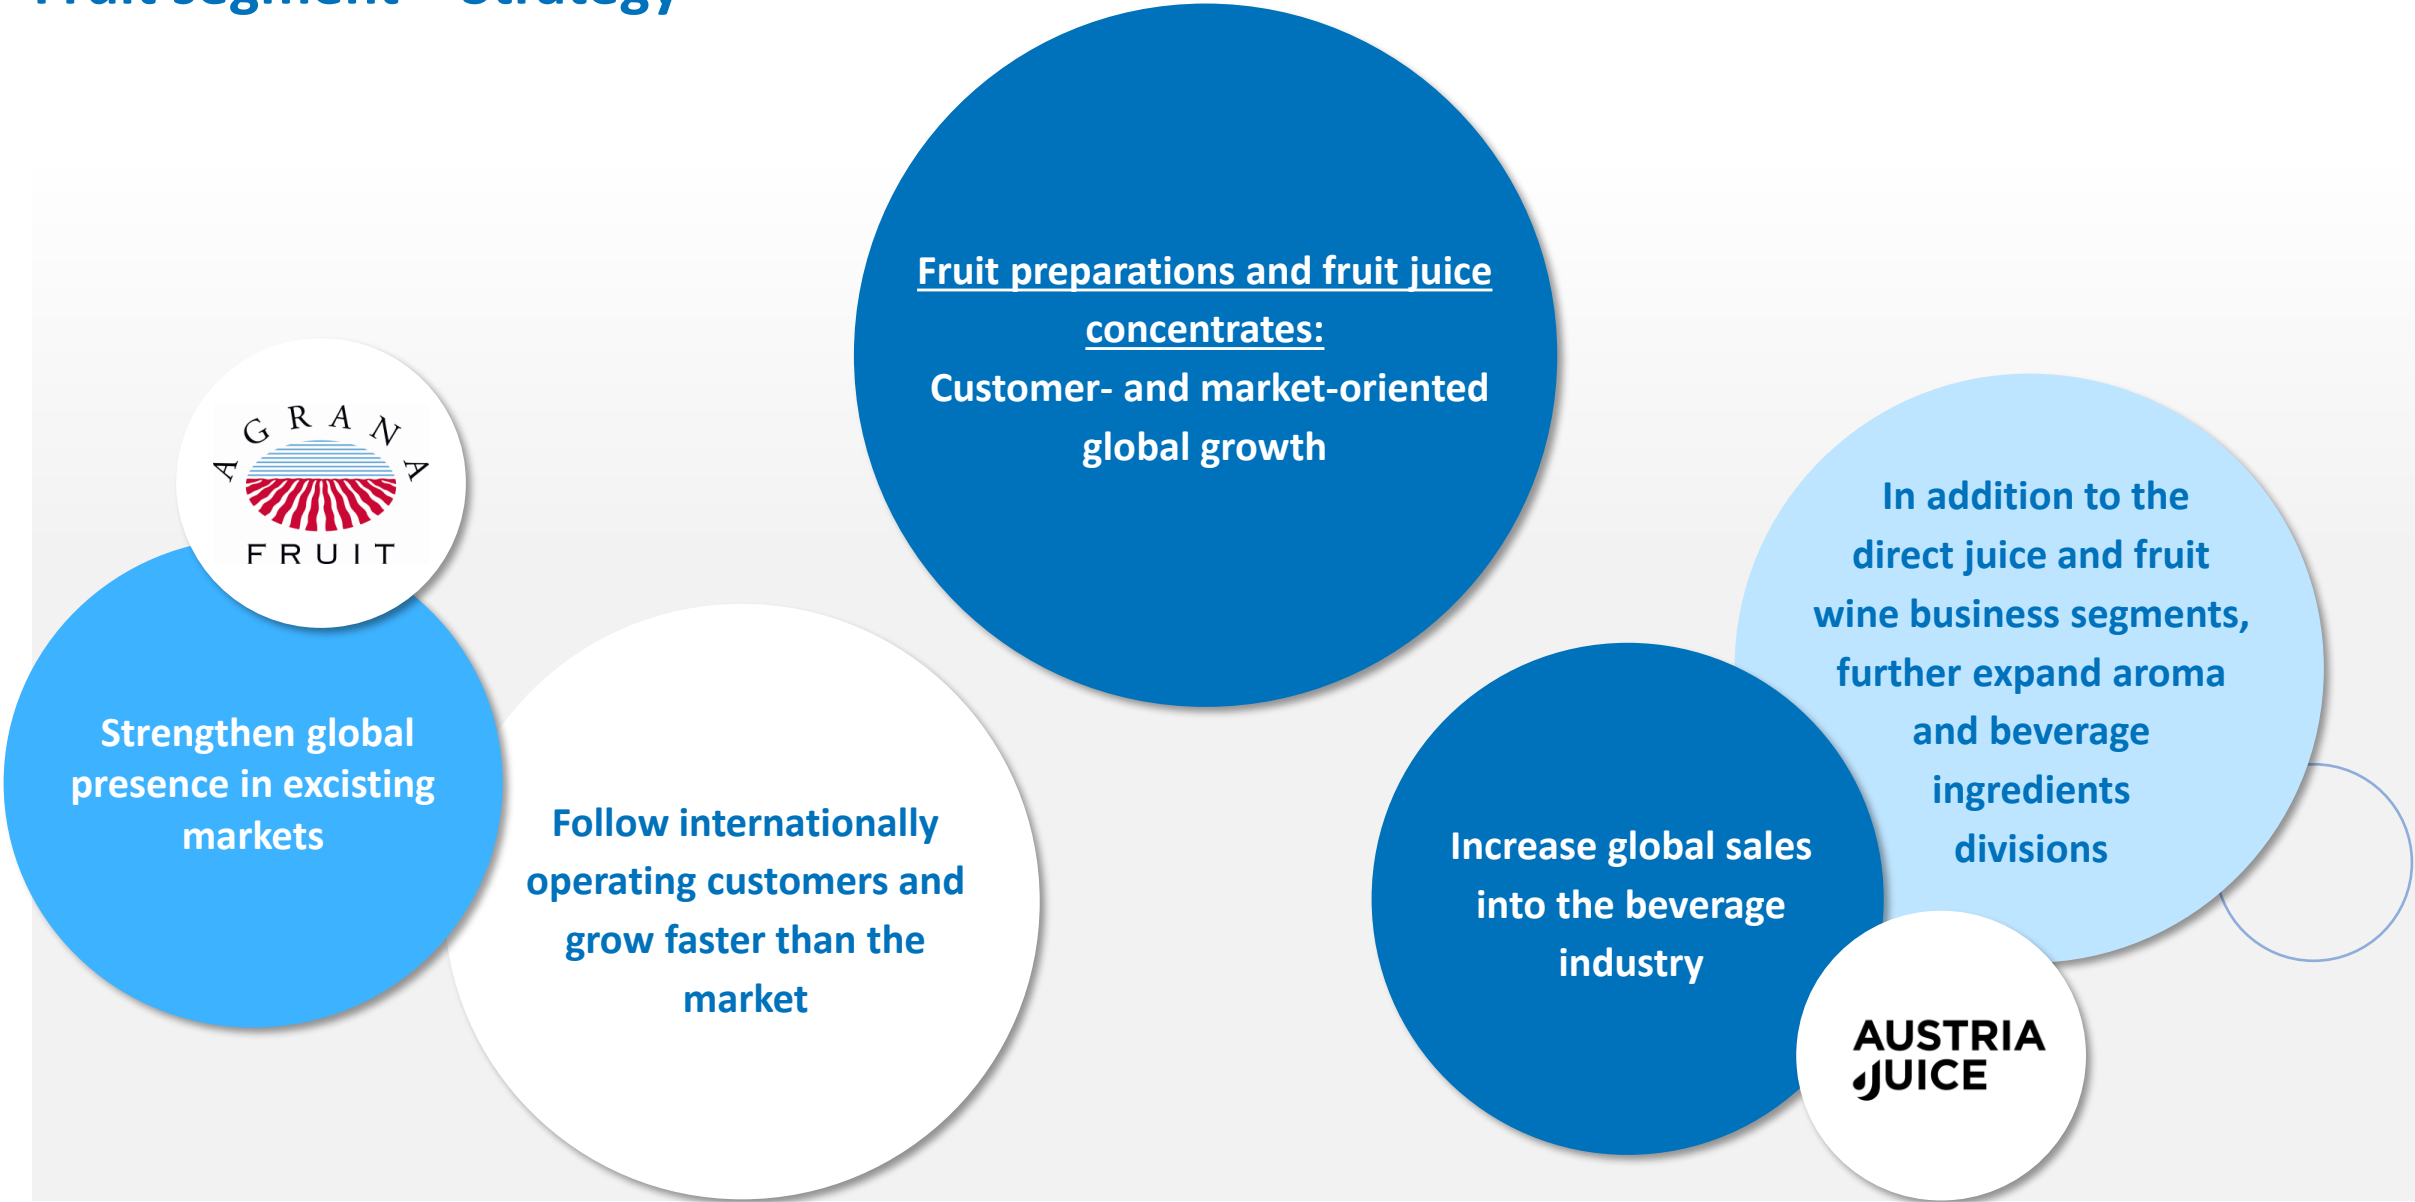 Fruit segment – Strategy
Fruit preparations and fruit juice
concentrates:
Customer- and market-oriented
global growth
AGRANA
FRUIT
Strengthen global
presence in excisting
markets
Follow internationally
operating customers and
grow faster than the
market
In addition to the
direct juice and fruit
wine business segments,
further expand aroma
and beverage
ingredients
divisions
Increase global sales
into the beverage
industry
AUSTRIA
JUICE